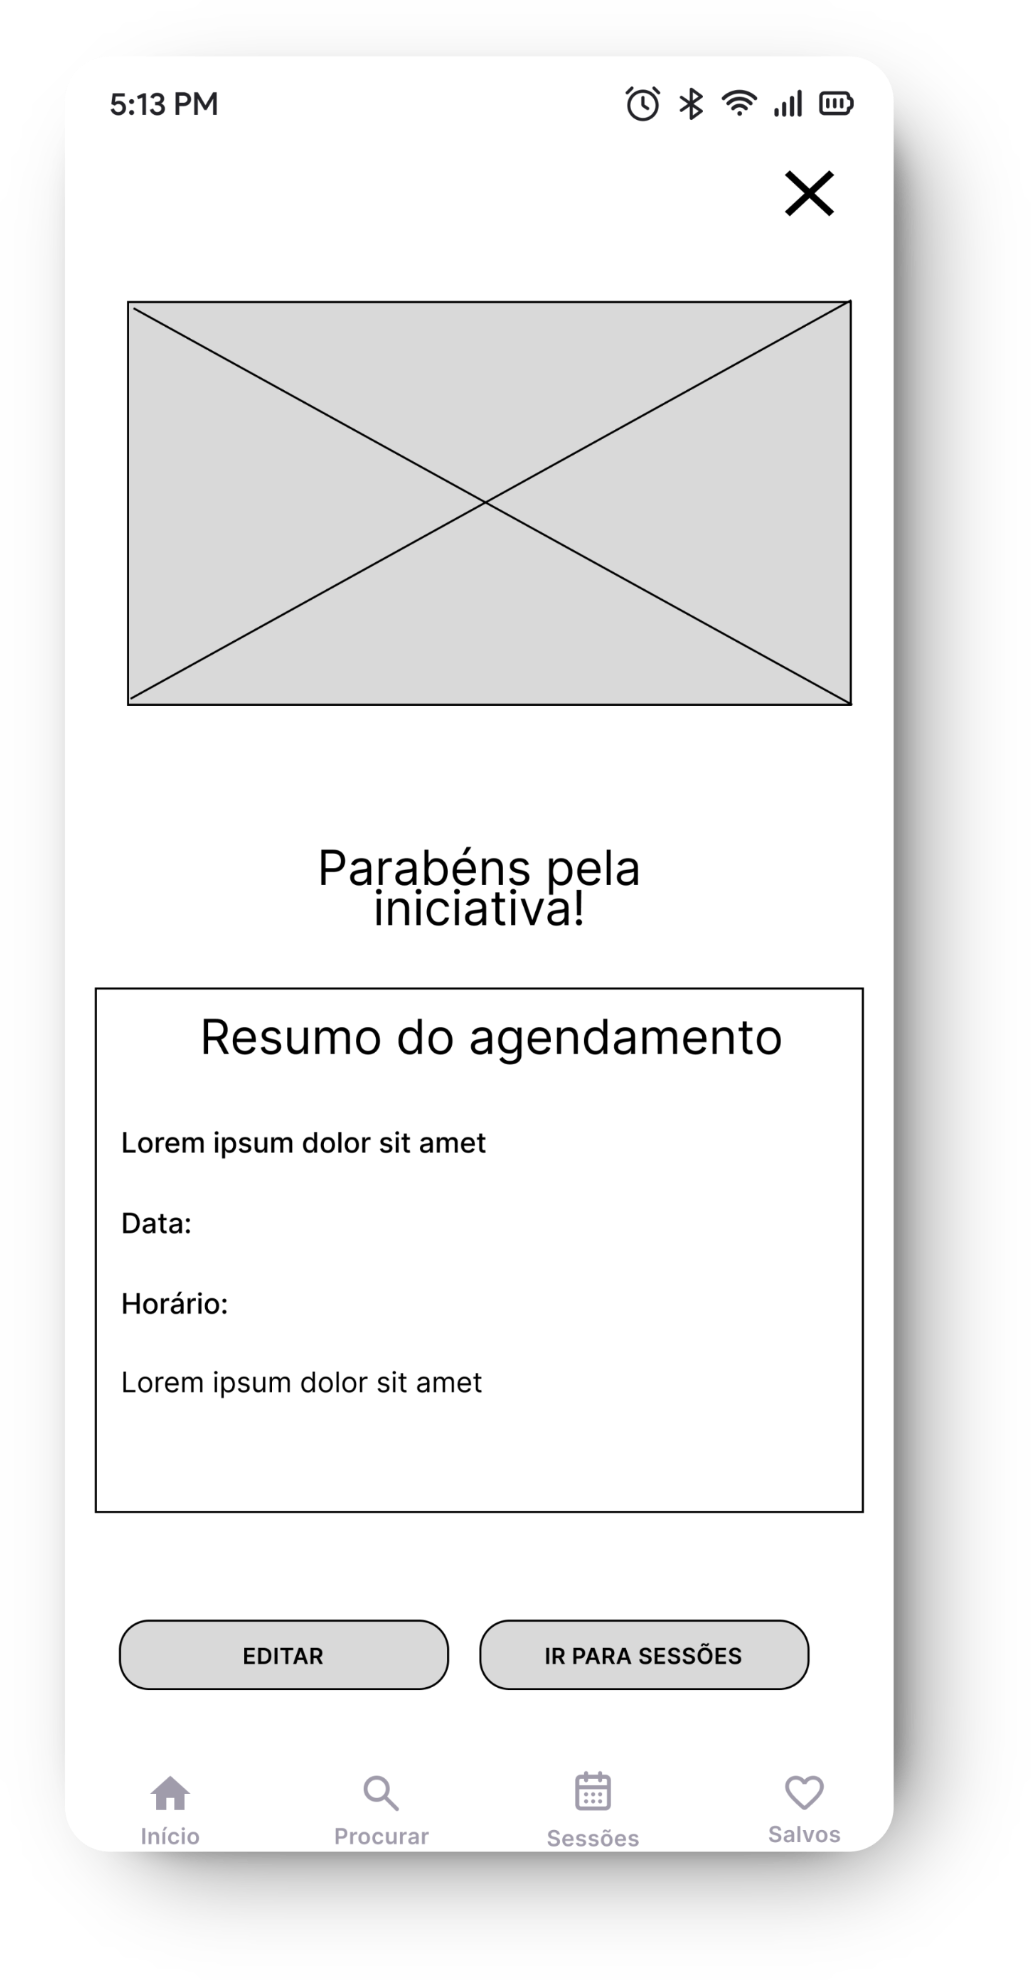 5:13 PM
Parabéns pela
iniciativa!
Resumo do agendamento
Lorem ipsum dolor sit amet
Data:
Horário:
Lorem ipsum dolor sit amet
EDITAR
IR PARA SESSÕES
Início
Procurar
Sessões
Salvos